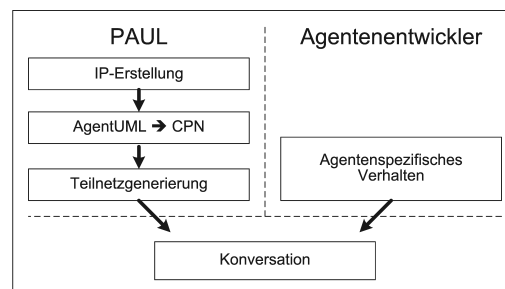 PAUL
Agentenentwickler
IP-Erstellung
AgentUML ➔ CPN
Teilnetzgenerierung
Agentenspezifisches
Verhalten
Konversation